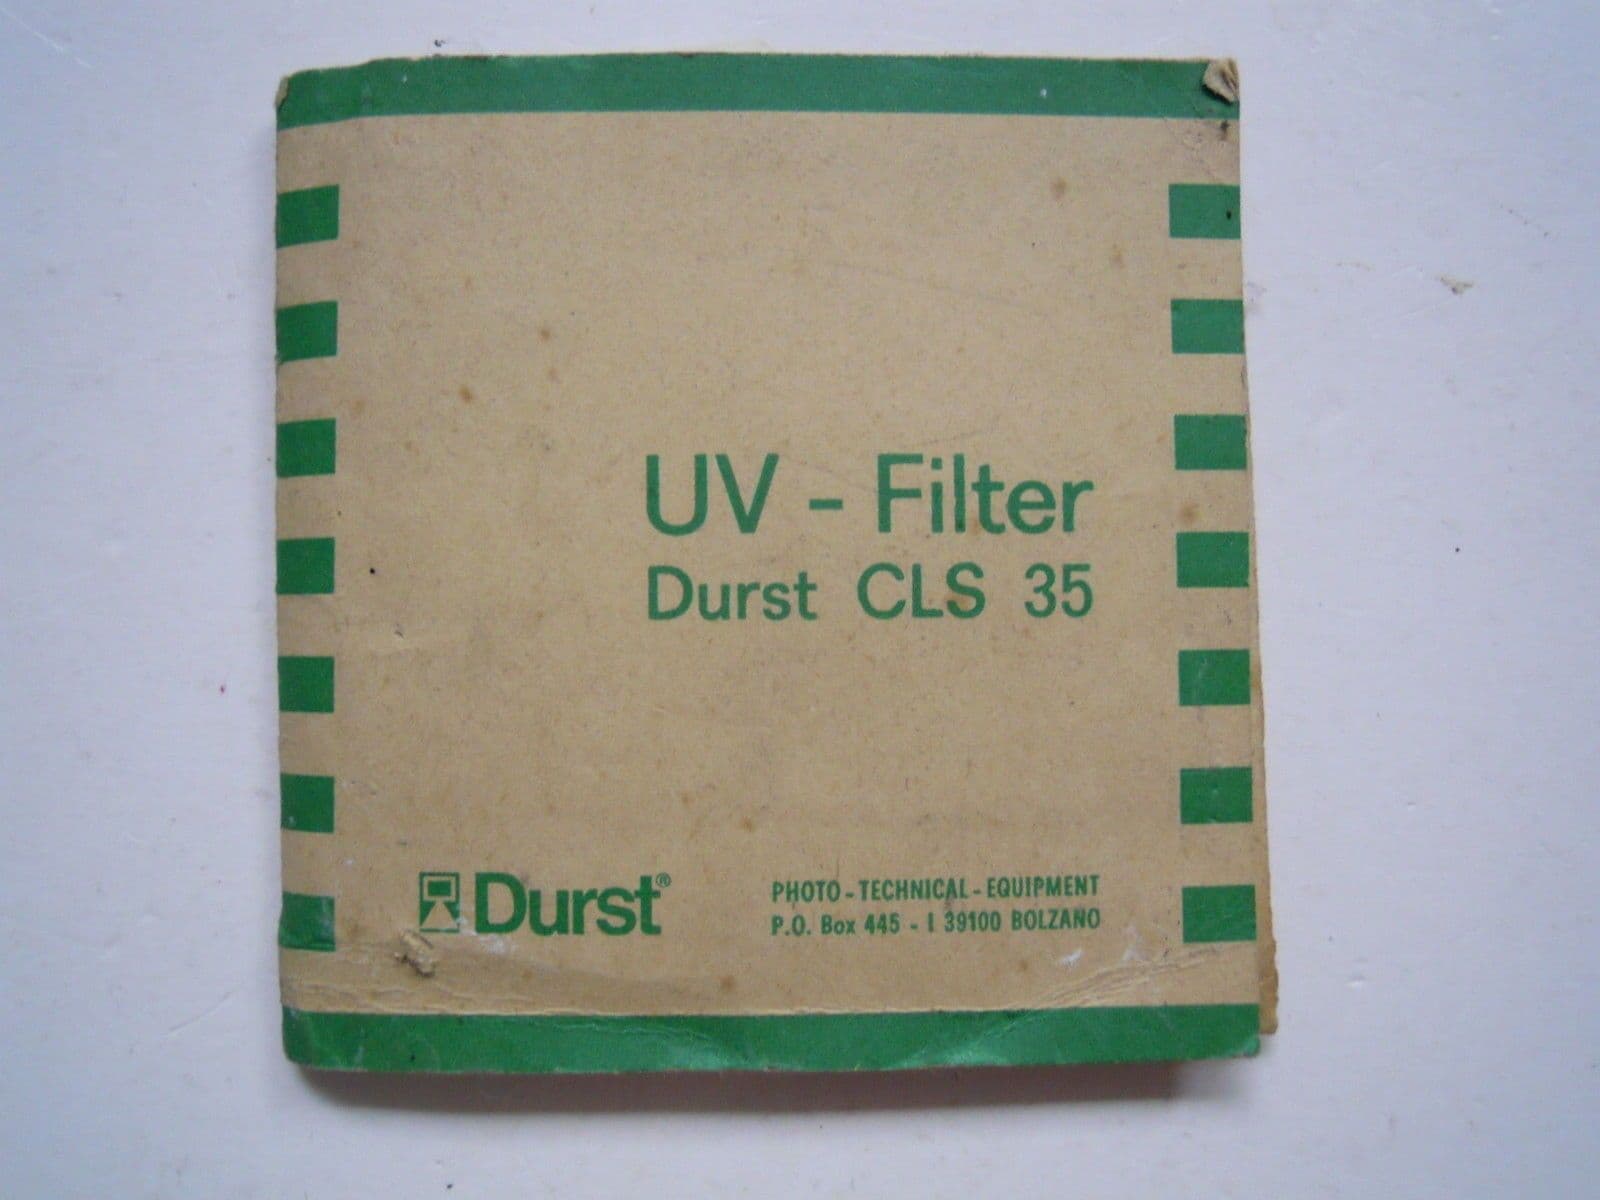 UV - Filter
Durst CLS 35
Durst®
PHOTO - TECHNICAL - EQUIPMENT
P.O. Box 445 - I 39100 BOLZANO